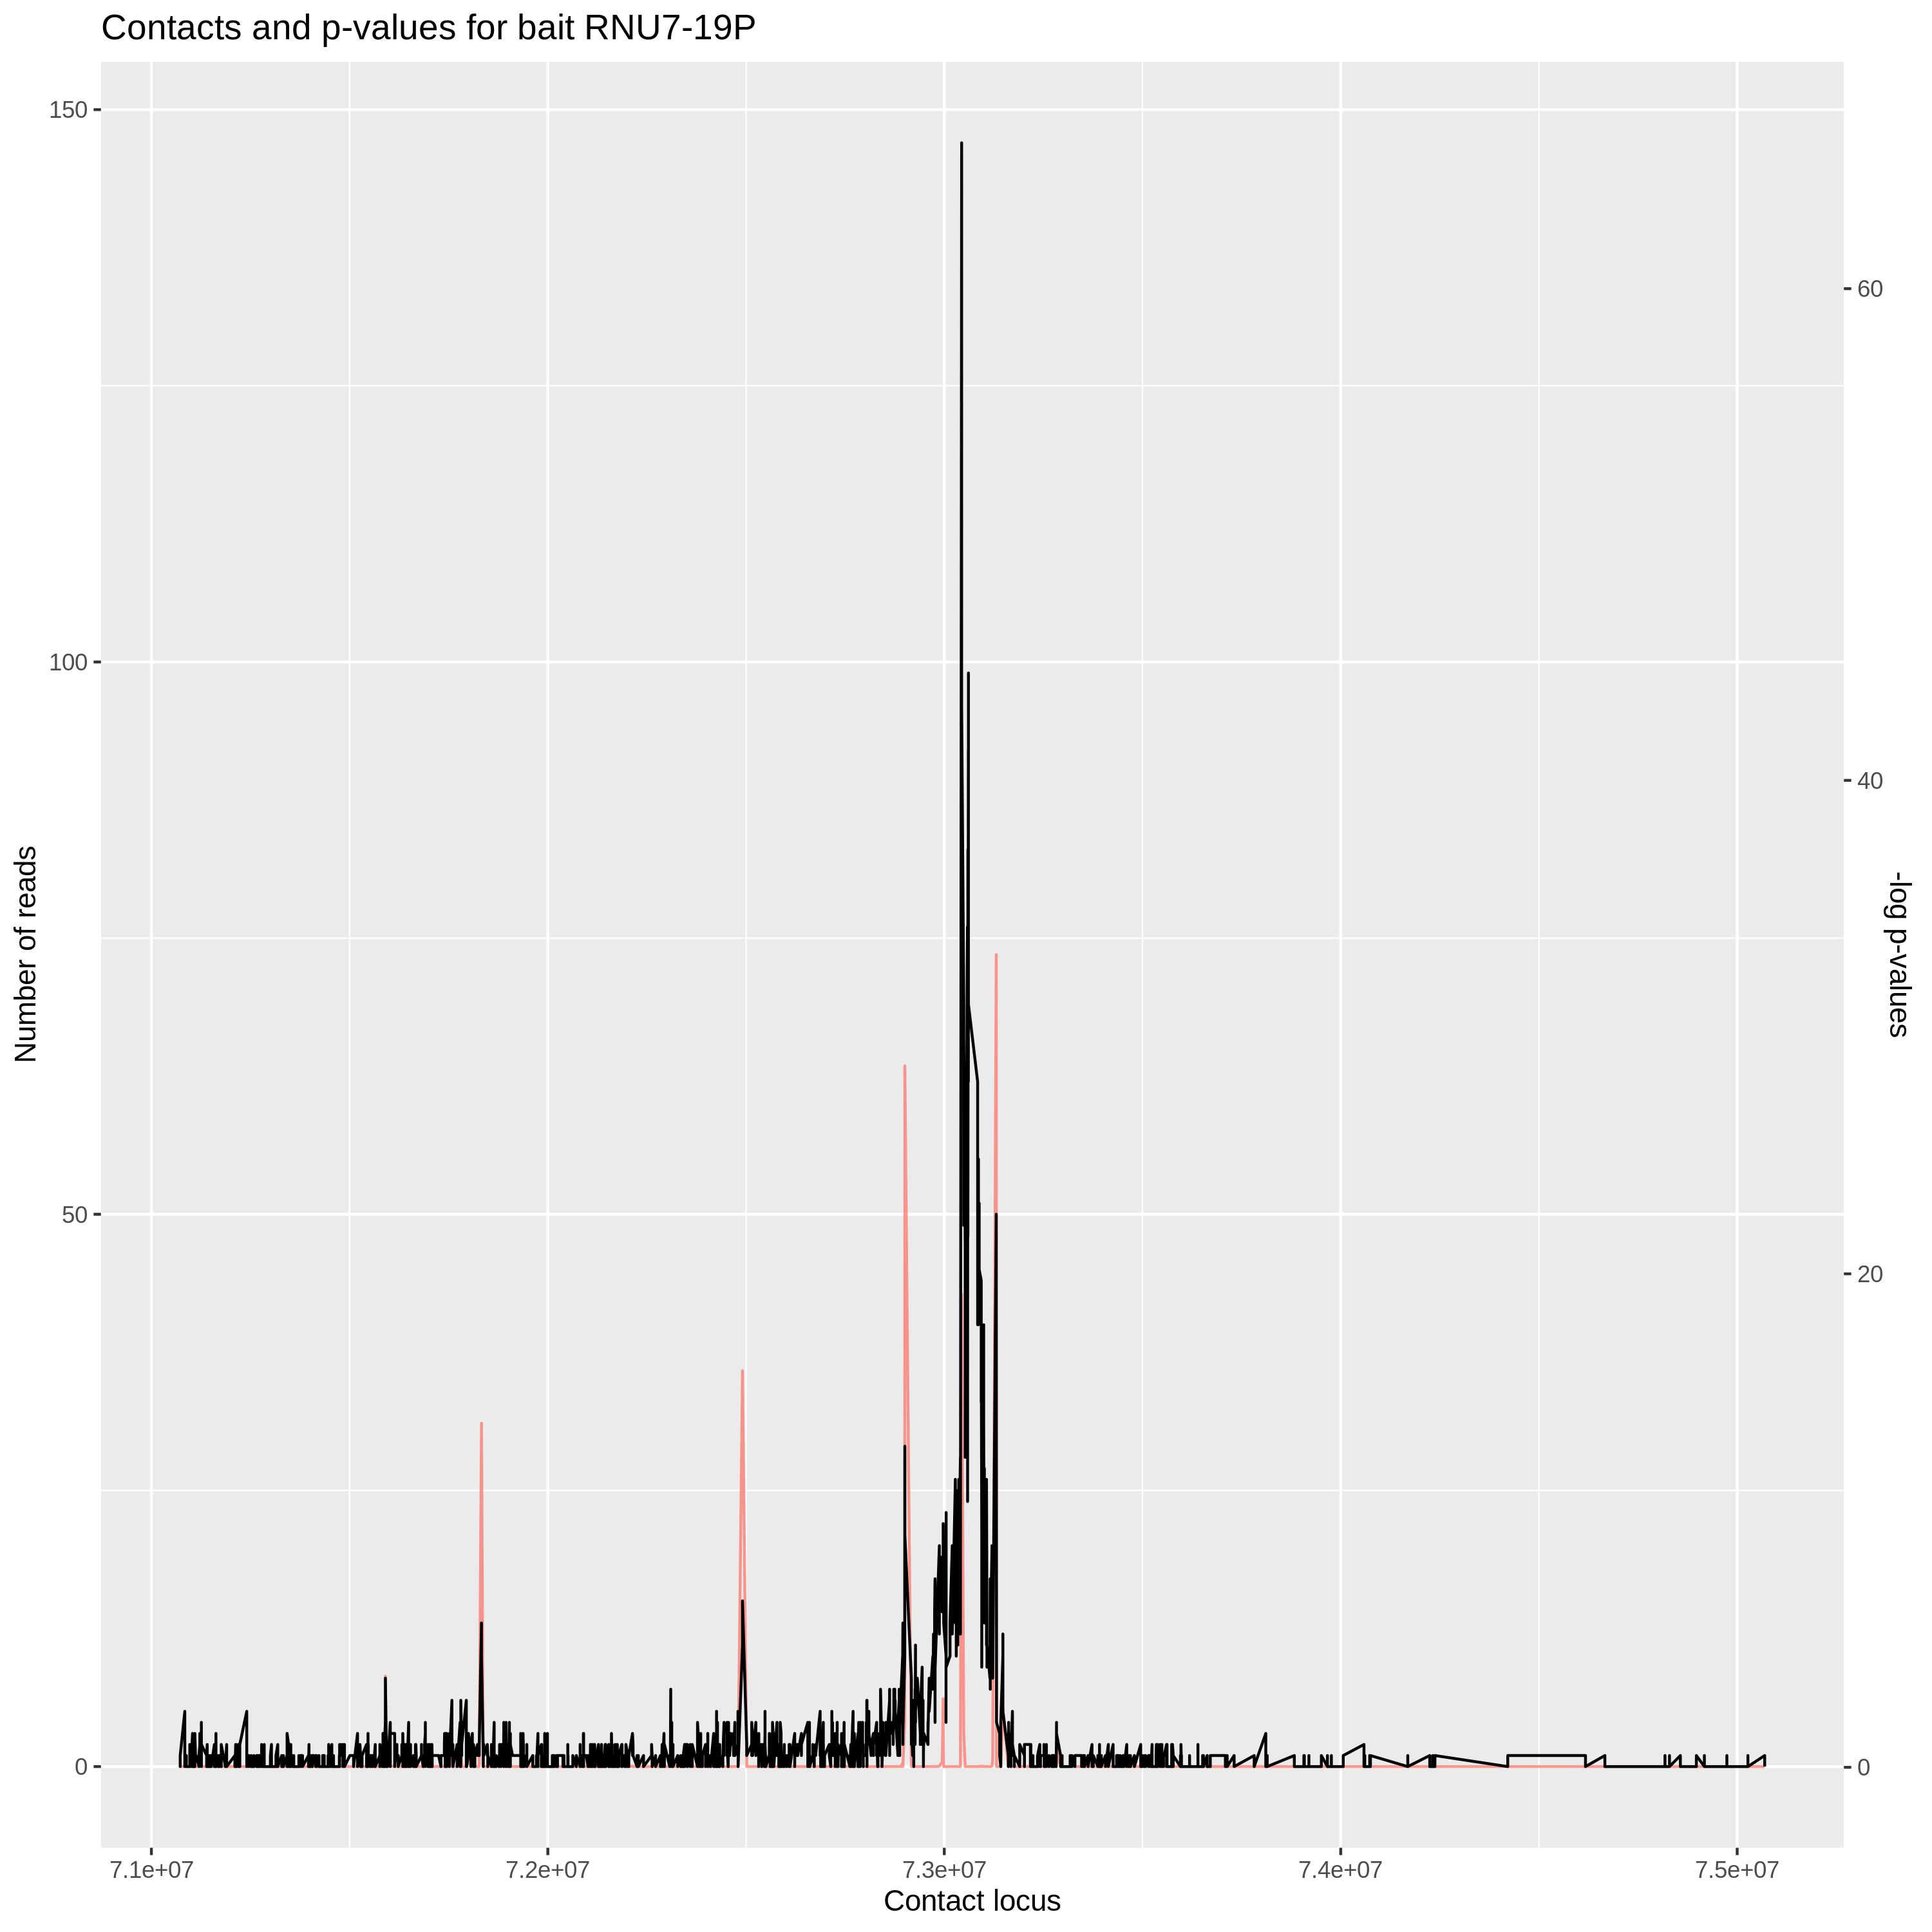 Contacts and p-values for bait RNU7-19P
150
100
50
0
60
40
20
0
Number of reads
-log p-values
7.1e+07
7.2e+07
7.3e+07
7.4e+07
7.5e+07
Contact locus